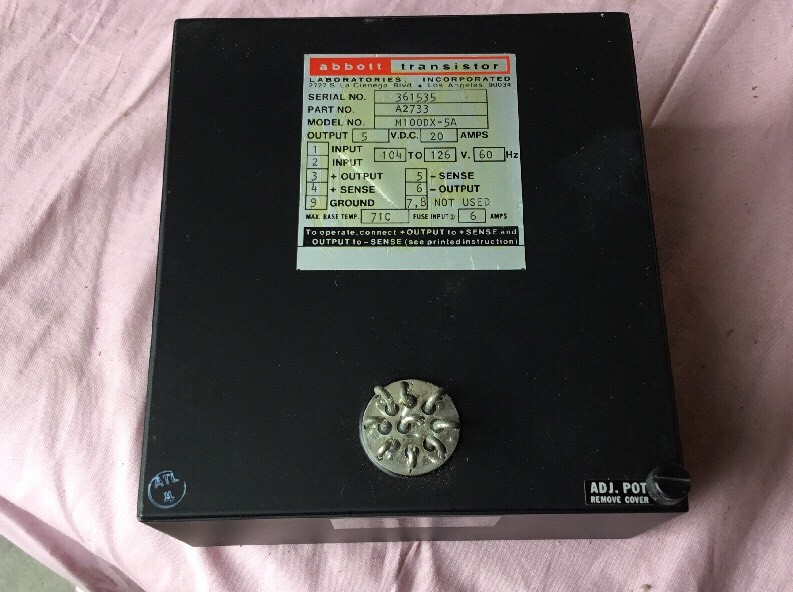 abbott transistor
LABORATORIES, INCORPORATED
2727 S. La Cienega Blvd. • Los Angeles 90034
SERIAL NO. 361535
PART NO. A2733
MODEL NO. M100DX-5A
OUTPUT 5 V.D.C. 20 AMPS
1 INPUT 104 TO 126 V. 60 Hz
2 INPUT
3 + OUTPUT 5 - SENSE
4 + SENSE 6 - OUTPUT
9 GROUND 7,8 NOT USED
MAX. BASE TEMP. 71C FUSE INPUT ① 6 AMPS
To operate, connect +OUTPUT to +SENSE and
OUTPUT to - SENSE (see printed instruction)
ATL
4
ADJ. POT
REMOVE COVER